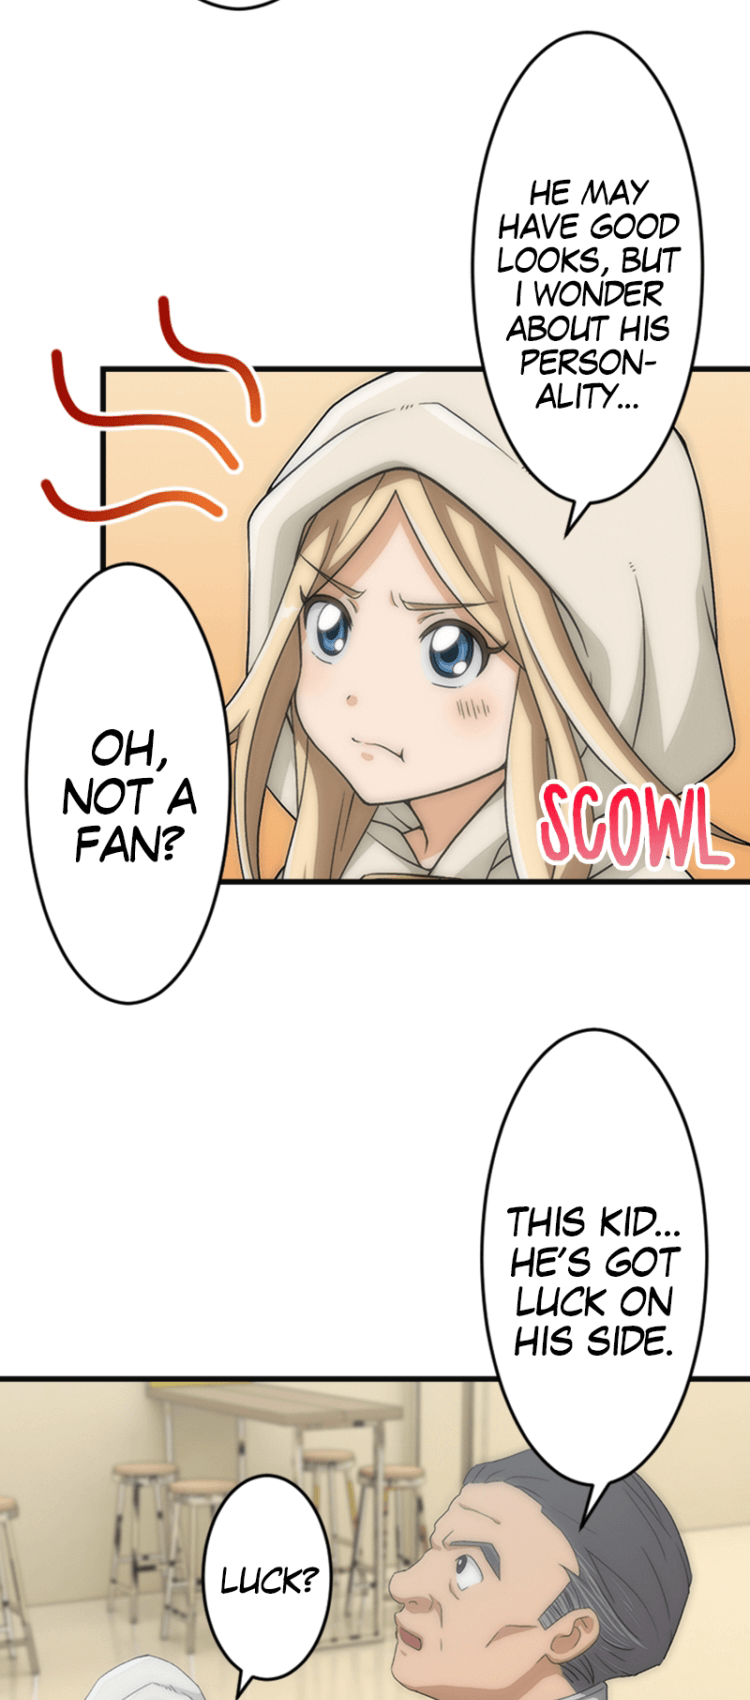 HE MAY
HAVE GOOD
LOOKS, BUT
I WONDER
ABOUT HIS
PERSON-
ALITY...
OH,
NOT A
FAN?
SCOWL
THIS KID...
HE'S GOT
LUCK ON
HIS SIDE.
LUCK?